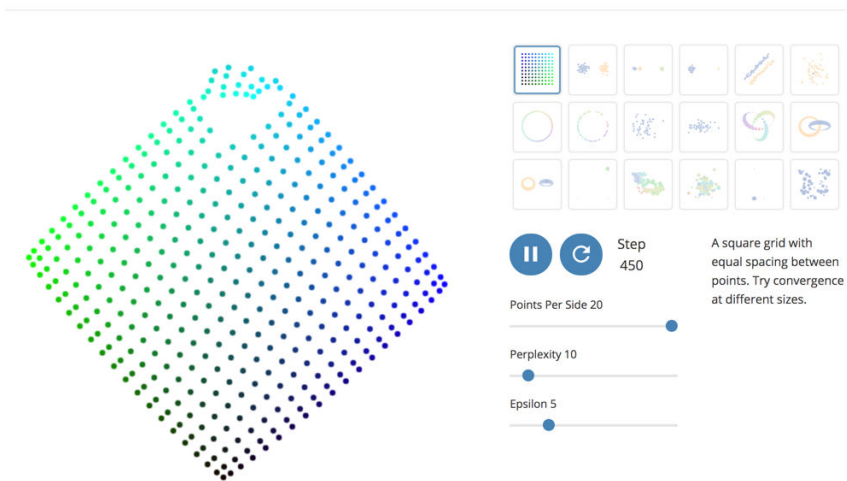 Step
450
A square grid with
equal spacing between
points. Try convergence
at different sizes.
Points Per Side 20
Perplexity 10
Epsilon 5